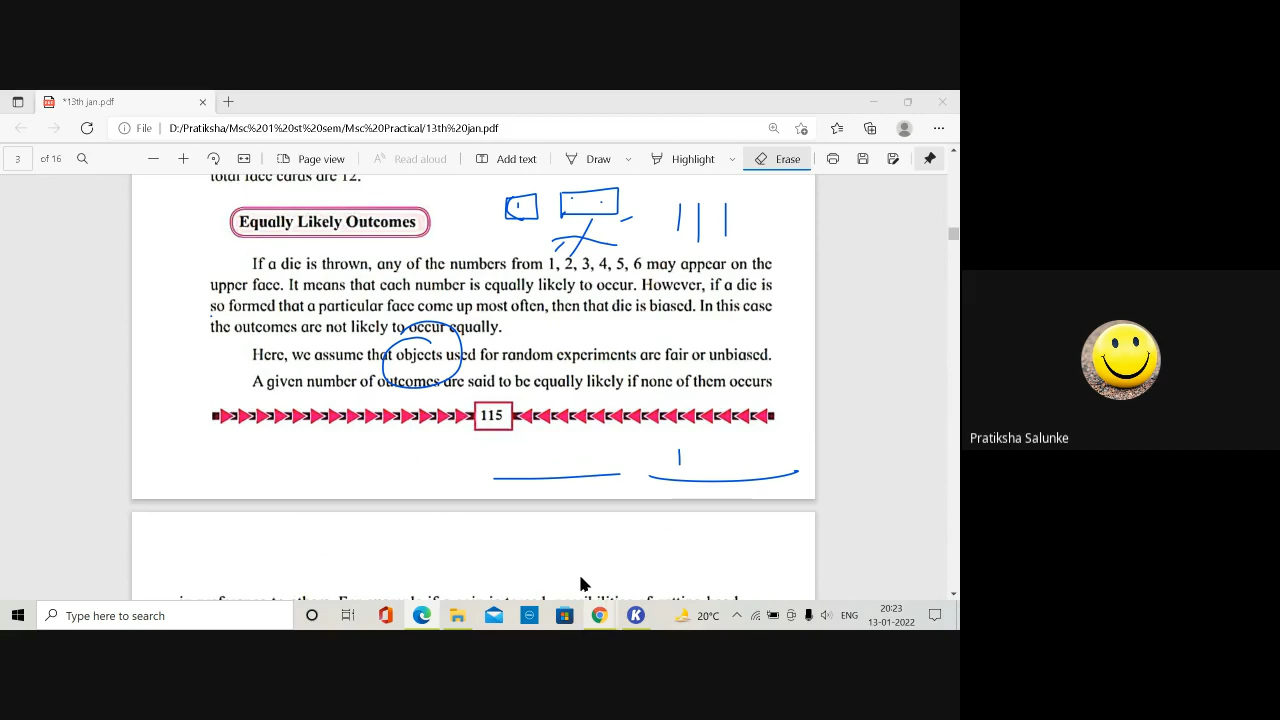 *13th jan.pdf
File D:/Pratiksha/Msc%201%20st%20sem/Msc%20Practical/13th%20jan.pdf
3 of 16 Page view Read aloud Add text Draw Highlight Erase
total face cards are 12.
Equally Likely Outcomes
If a die is thrown, any of the numbers from 1, 2, 3, 4, 5, 6 may appear on the
upper face. It means that each number is equally likely to occur. However, if a die is
so formed that a particular face come up most often, then that die is biased. In this case
the outcomes are not likely to occur equally.
Here, we assume that objects used for random experiments are fair or unbiased.
A given number of outcomes are said to be equally likely if none of them occurs
115
Pratiksha Salunke
Type here to search
20°C
ENG
20:23
13-01-2022